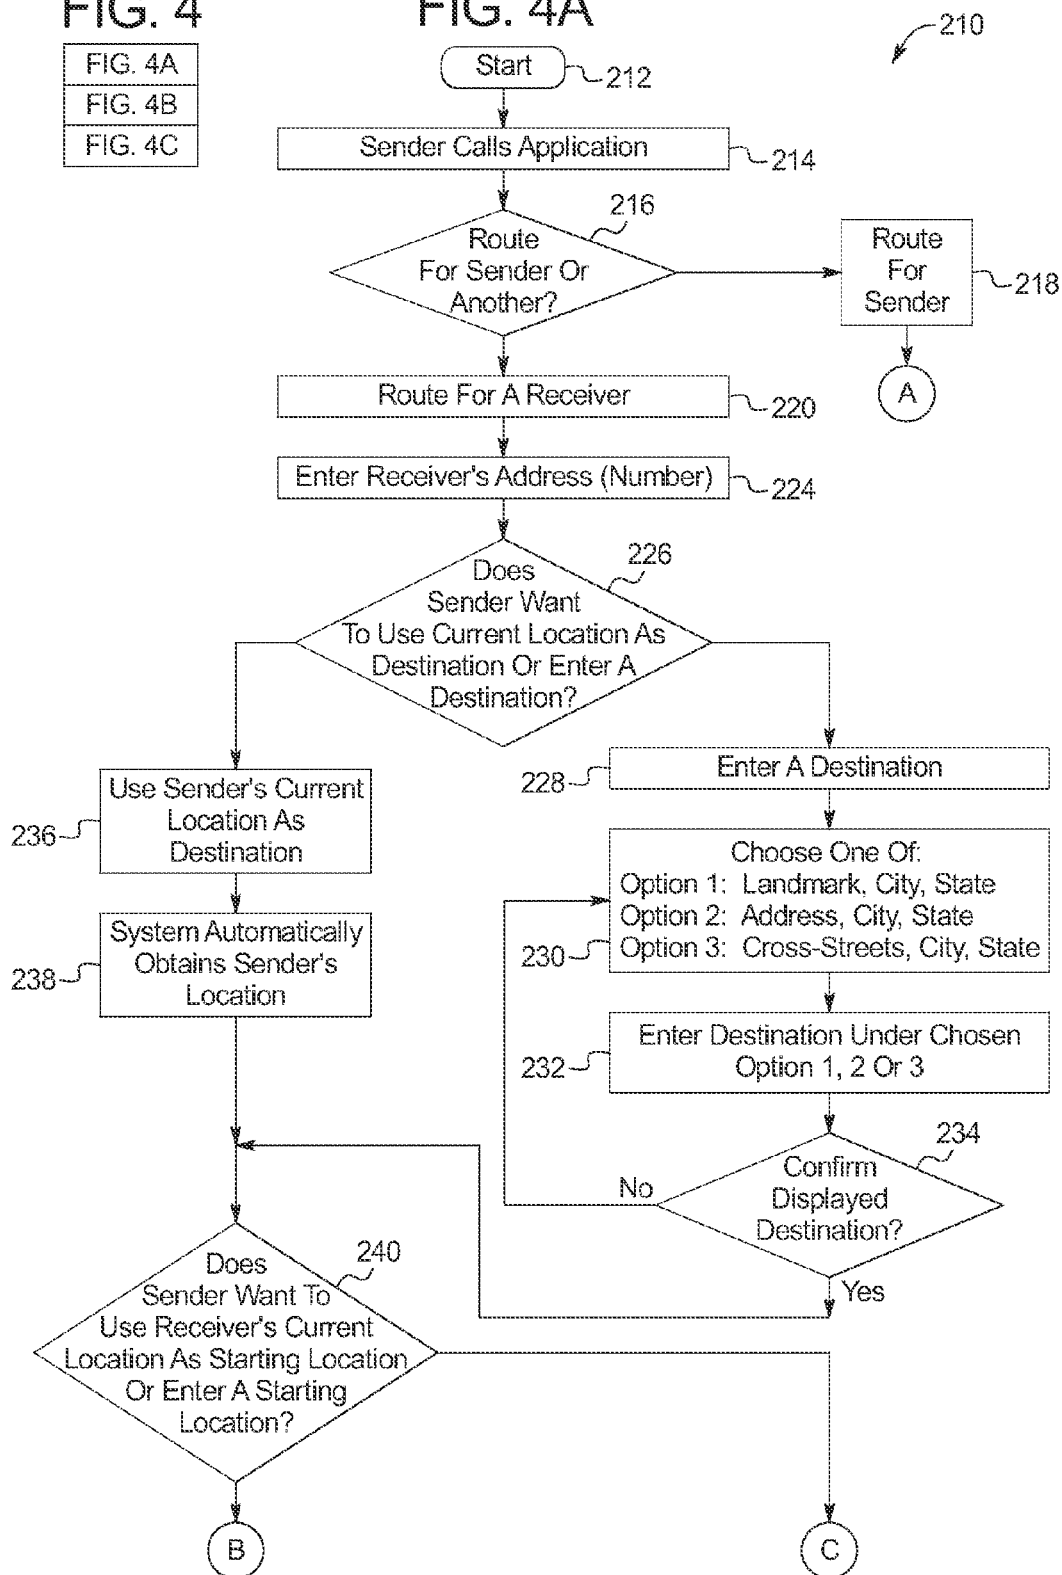 FIG. 4
FIG. 4A
FIG. 4A
FIG. 4B
FIG. 4C
210
Start
212
Sender Calls Application
214
216
Route
For Sender Or
Another?
Route
For
Sender
218
A
Route For A Receiver
220
Enter Receiver's Address (Number)
224
226
Does
Sender Want
To Use Current Location As
Destination Or Enter A
Destination?
Use Sender's Current
Location As
Destination
236
System Automatically
Obtains Sender's
Location
238
Enter A Destination
228
Choose One Of:
Option 1: Landmark, City, State
Option 2: Address, City, State
Option 3: Cross-Streets, City, State
230
Enter Destination Under Chosen
Option 1, 2 Or 3
232
234
Confirm
Displayed
Destination?
No
Yes
240
Does
Sender Want To
Use Receiver's Current
Location As Starting Location
Or Enter A Starting
Location?
B
C